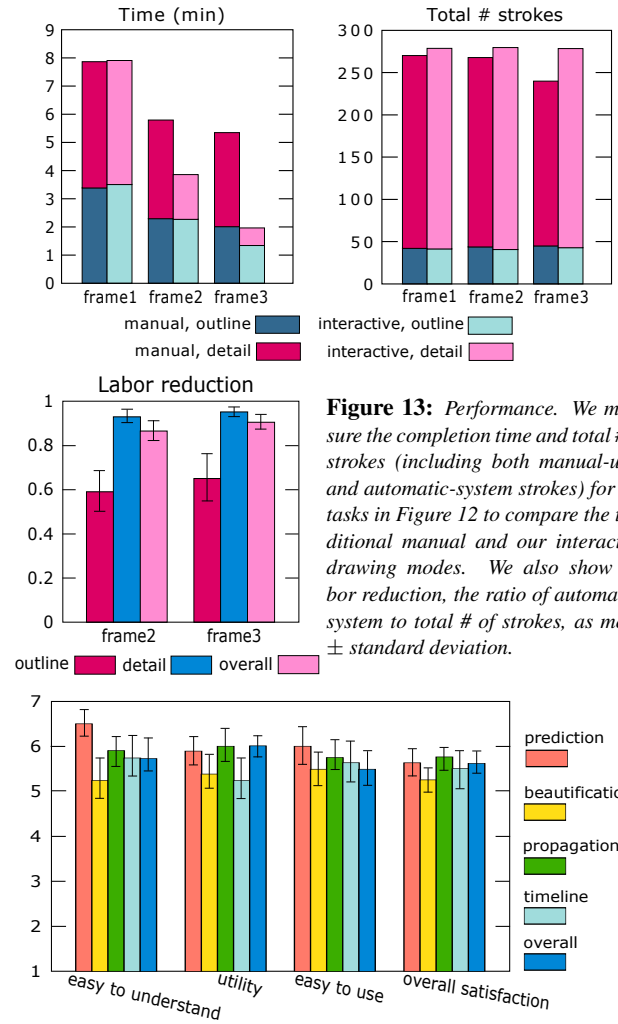 Time (min)
9
8
7
6
5
4
3
2
1
0
frame1 frame2 frame3
Total # strokes
300
250
200
150
100
50
0
frame1 frame2 frame3
manual, outline interactive, outline
manual, detail interactive, detail
Labor reduction
1
0.8
0.6
0.4
0.2
0
frame2 frame3
outline detail overall
Figure 13: Performance. We m
sure the completion time and total #
strokes (including both manual-u
and automatic-system strokes) for
tasks in Figure 12 to compare the t
ditional manual and our interac
drawing modes. We also show
bor reduction, the ratio of automa
system to total # of strokes, as me
± standard deviation.
7
6
5
4
3
2
1
easy to understand utility easy to use overall satisfaction
prediction
beautification
propagation
timeline
overall